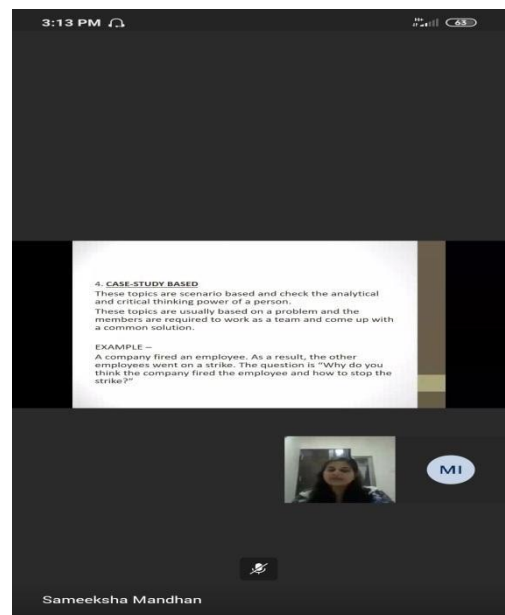 3:13 PM
63
4. CASE-STUDY BASED
These topics are scenario based and check the analytical
and critical thinking power of a person.
These topics are usually based on a problem and the
members are required to work as a team and come up with
a common solution.
EXAMPLE –
A company fired an employee. As a result, the other
employees went on a strike. The question is "Why do you
think the company fired the employee and how to stop the
strike?"
MI
Sameeksha Mandhan